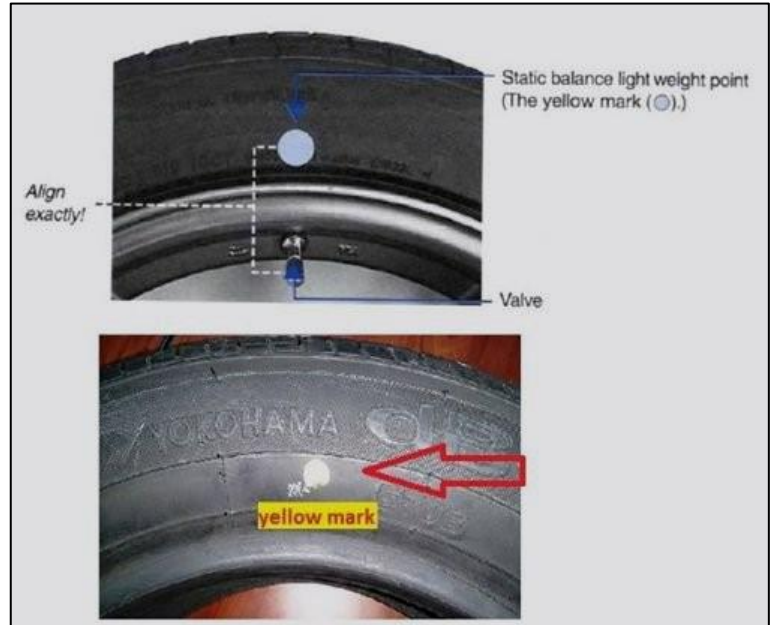 Static balance light weight point
(The yellow mark ( ).)
Align
exactly!
Valve
YOKOHAMA
yellow mark